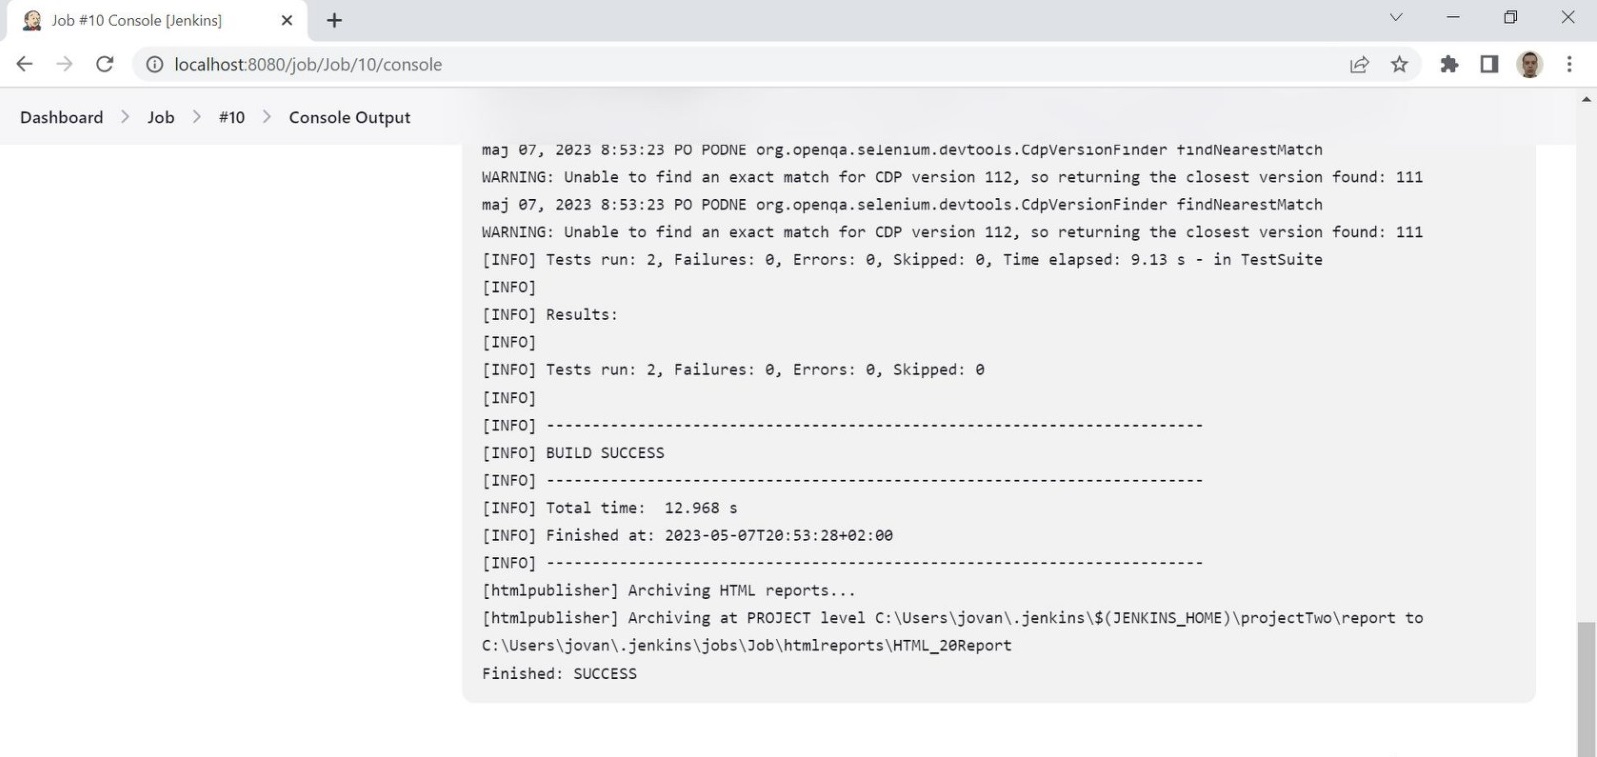 Job #10 Console [Jenkins]
localhost:8080/job/Job/10/console
Dashboard > Job > #10 > Console Output
maj 07, 2023 8:53:23 PO PODNE org.openqa.selenium.devtools.CdpVersionFinder findNearestMatch
WARNING: Unable to find an exact match for CDP version 112, so returning the closest version found: 111
maj 07, 2023 8:53:23 PO PODNE org.openqa.selenium.devtools.CdpVersionFinder findNearestMatch
WARNING: Unable to find an exact match for CDP version 112, so returning the closest version found: 111
[INFO] Tests run: 2, Failures: 0, Errors: 0, Skipped: 0, Time elapsed: 9.13 s - in TestSuite
[INFO]
[INFO] Results:
[INFO]
[INFO] Tests run: 2, Failures: 0, Errors: 0, Skipped: 0
[INFO]
[INFO] ------------------------------------------------------------------------
[INFO] BUILD SUCCESS
[INFO] ------------------------------------------------------------------------
[INFO] Total time:  12.968 s
[INFO] Finished at: 2023-05-07T20:53:28+02:00
[INFO] ------------------------------------------------------------------------
[htmlpublisher] Archiving HTML reports...
[htmlpublisher] Archiving at PROJECT level C:\Users\jovan\.jenkins\$(JENKINS_HOME)\projectTwo\report to
C:\Users\jovan\.jenkins\jobs\Job\htmlreports\HTML_20Report
Finished: SUCCESS